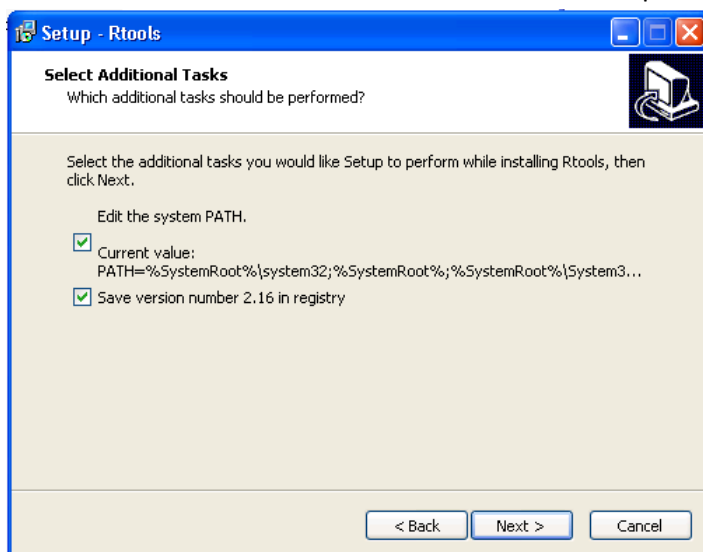 Setup - Rtools
Select Additional Tasks
Which additional tasks should be performed?
Select the additional tasks you would like Setup to perform while installing Rtools, then
click Next.
Edit the system PATH.
Current value:
PATH=%SystemRoot%\system32;%SystemRoot%;%SystemRoot%\System3...
Save version number 2.16 in registry
< Back
Next >
Cancel